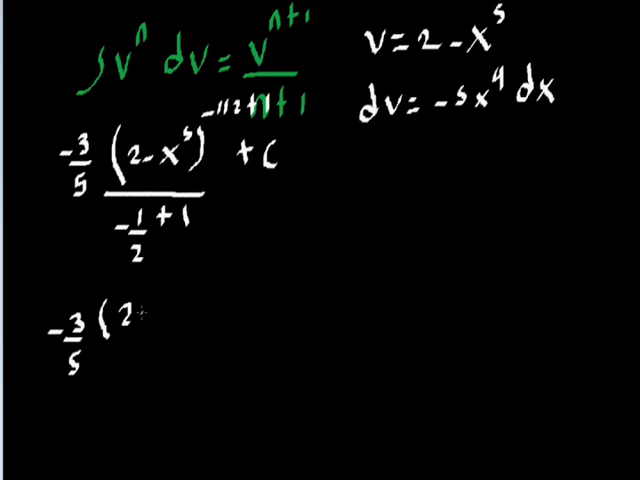 ∫vⁿ dv = vⁿ⁺¹/n+1
v = 2 - x⁵
dv = -5x⁴ dx
-3/5 (2 - x⁵)^(-1/2+1) / (-1/2 + 1) + C
-3/5 (2